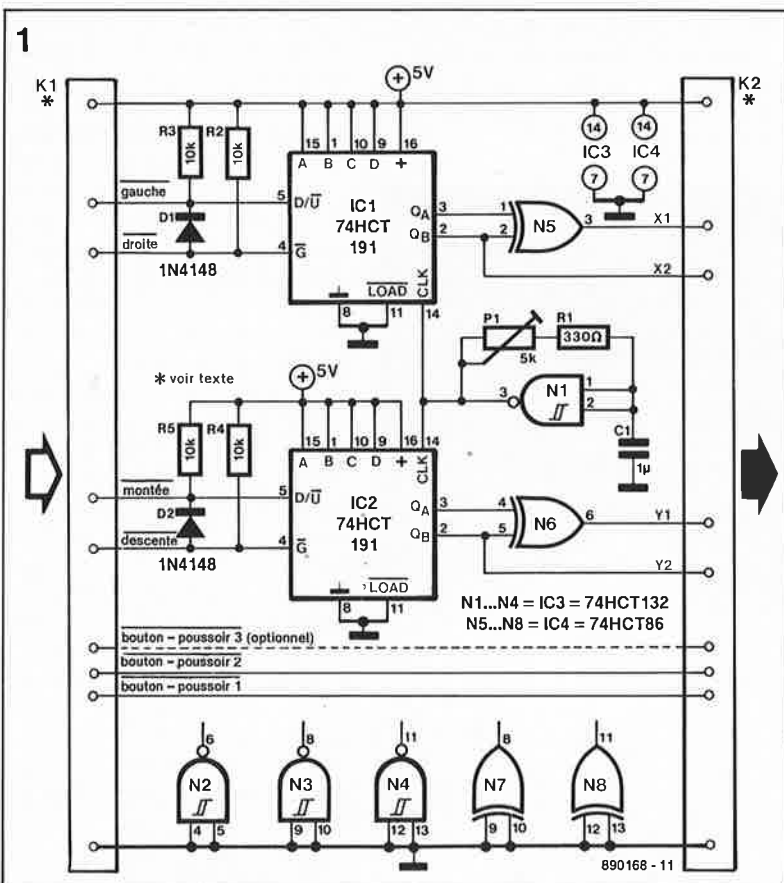 1
K1
*
5V
K2
*
R3
10k
R2
10k
15 1 10 9 16
A B C D +
14
IC3
7
14
IC4
7
gauche
5 D/U̅
IC1
74HCT
191
QA 3
QB 2
1
2
N5
3
X1
D1
droite
4 G̅
1N4148
X2
L̅O̅A̅D̅
CLK
8 11 14
P1
5k
R1
330Ω
* voir texte
5V
3
N1
1
2
R5
10k
R4
10k
15 1 10 9 16 14
A B C D + CLK
C1
1µ
montée
5 D/U̅
IC2
74HCT
191
QA 3
QB 2
4
5
N6
6
Y1
D2
descente
4 G̅
1N4148
Y2
L̅O̅A̅D̅
8 11
N1...N4 = IC3 = 74HCT132
N5...N8 = IC4 = 74HCT86
bouton - poussoir 3 (optionnel)
bouton - poussoir 2
bouton - poussoir 1
6 8 11 8 11
N2 N3 N4 N7 N8
4 5 9 10 12 13 9 10 12 13
890168 - 11